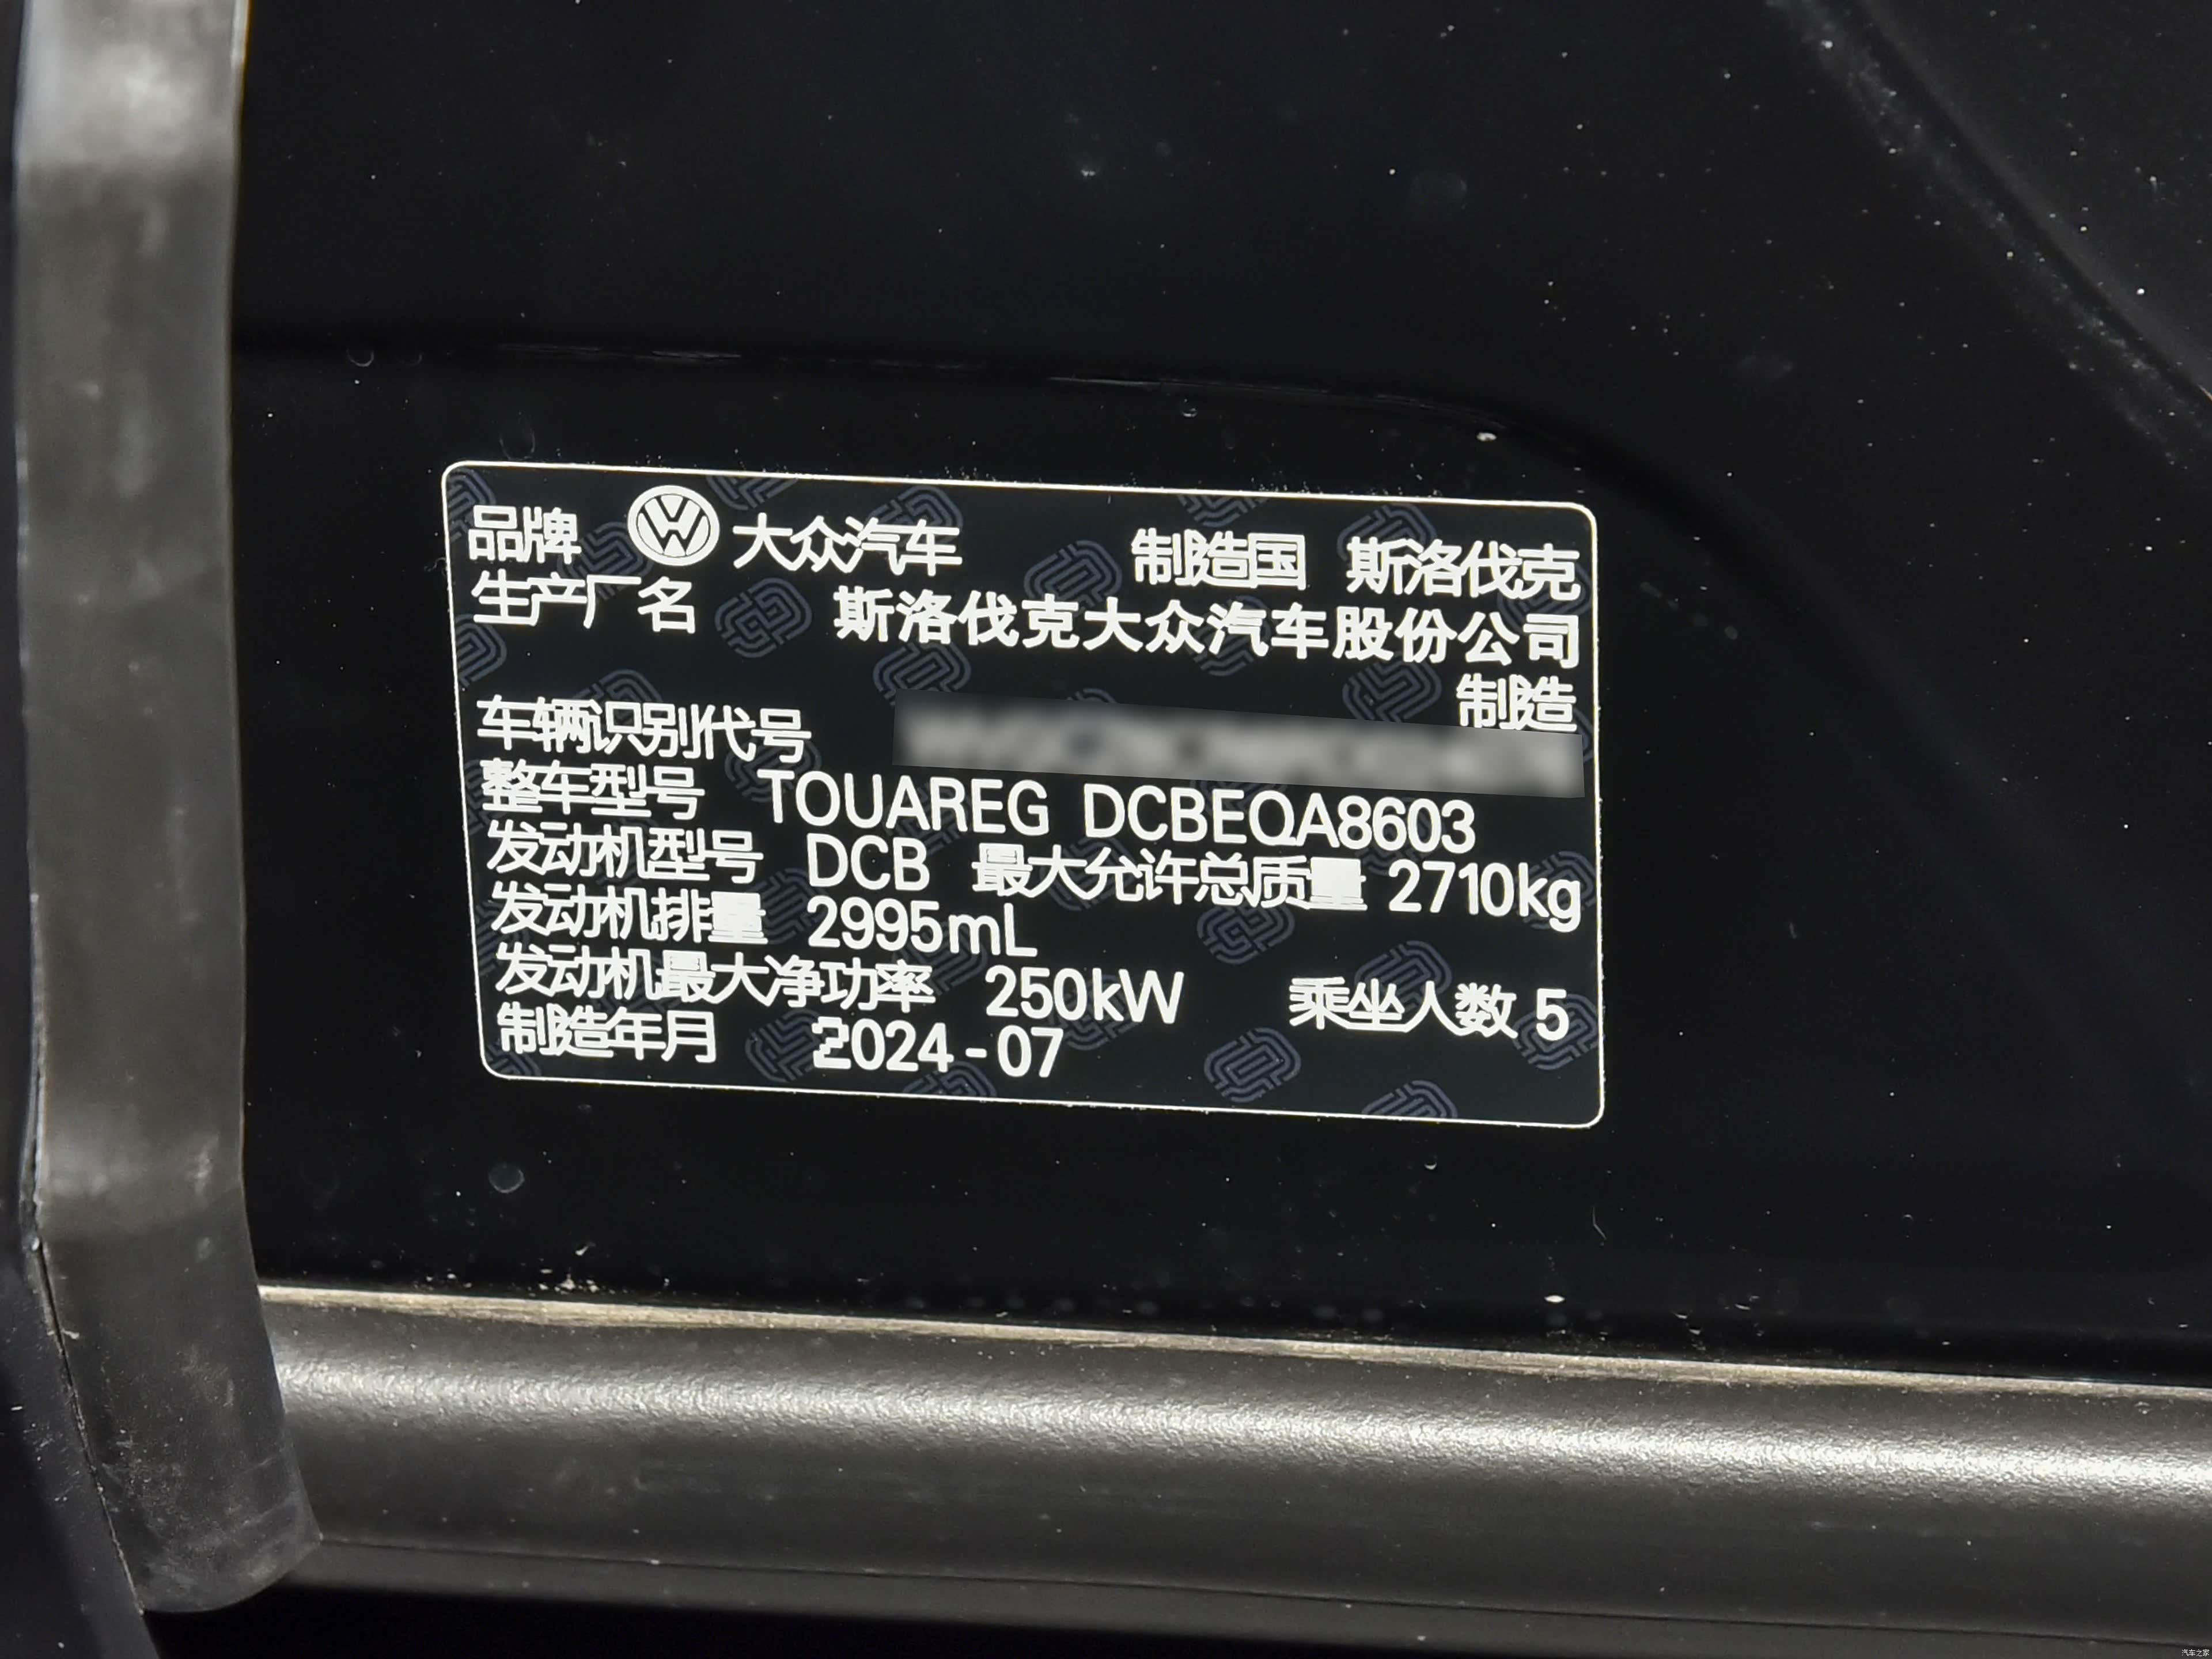 品牌 大众汽车 制造国 斯洛伐克
生产厂名 斯洛伐克大众汽车股份公司
制造
车辆识别代号
整车型号 TOUAREG DCBEQA8603
发动机型号 DCB 最大允许总质量 2710kg
发动机排量 2995mL
发动机最大净功率 250kW 乘坐人数 5
制造年月 2024-07
汽车之家